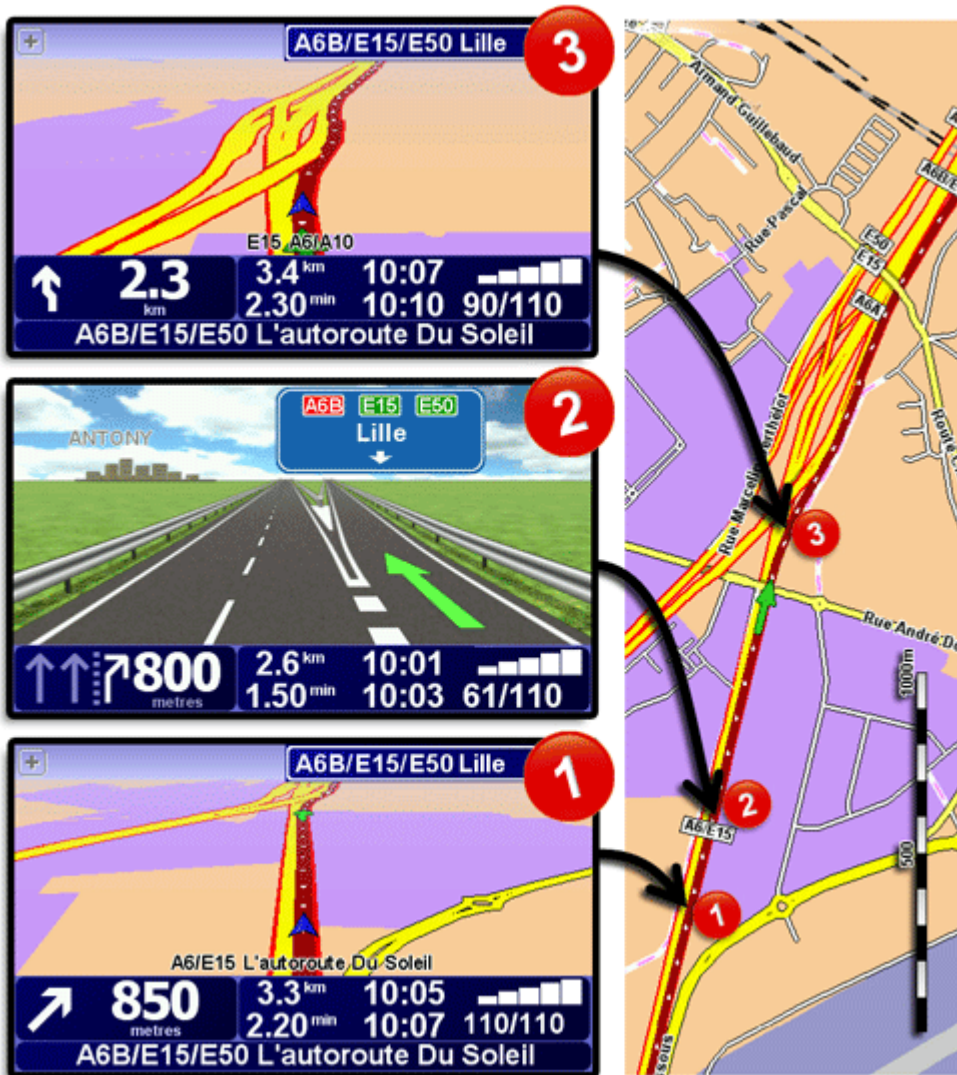 A6B/E15/E50 Lille
3
E15 A6/A10
2.3
km
3.4 km
10:07
2.30 min
10:10
90/110
A6B/E15/E50 L'autoroute Du Soleil
A6B E15 E50
Lille
2
ANTONY
800
metres
2.6 km
10:01
1.50 min
10:03
61/110
A6B/E15/E50 Lille
1
A6/E15 L'autoroute Du Soleil
850
metres
3.3 km
10:05
2.20 min
10:07
110/110
A6B/E15/E50 L'autoroute Du Soleil
Armand Guillebaud
Rue Pascal
A6B/E
E50
E15
A6A
Rue Marcelin
3
Rue André
1000m
2
A6/E15
500
1